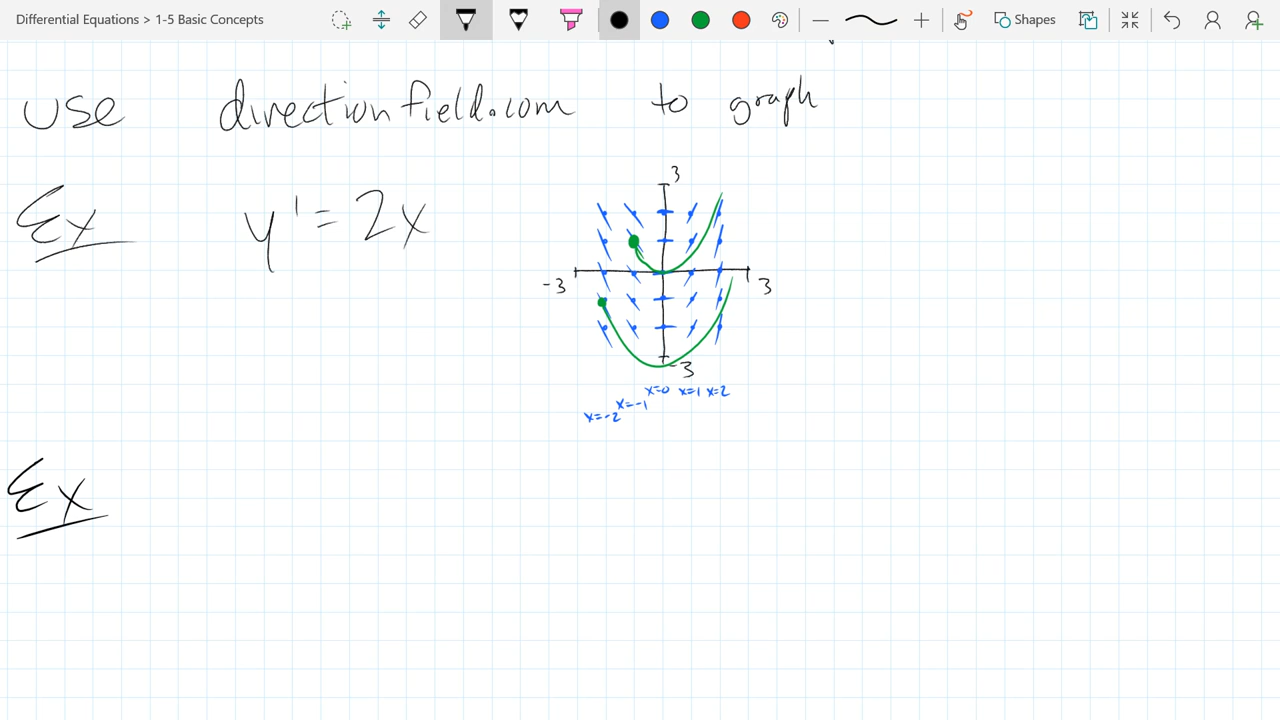 Differential Equations > 1-5 Basic Concepts
Shapes
use directionfield.com to graph
Ex y' = 2x
3
-3 3
-3
x=0 x=1 x=2
x=-1
x=-2
Ex